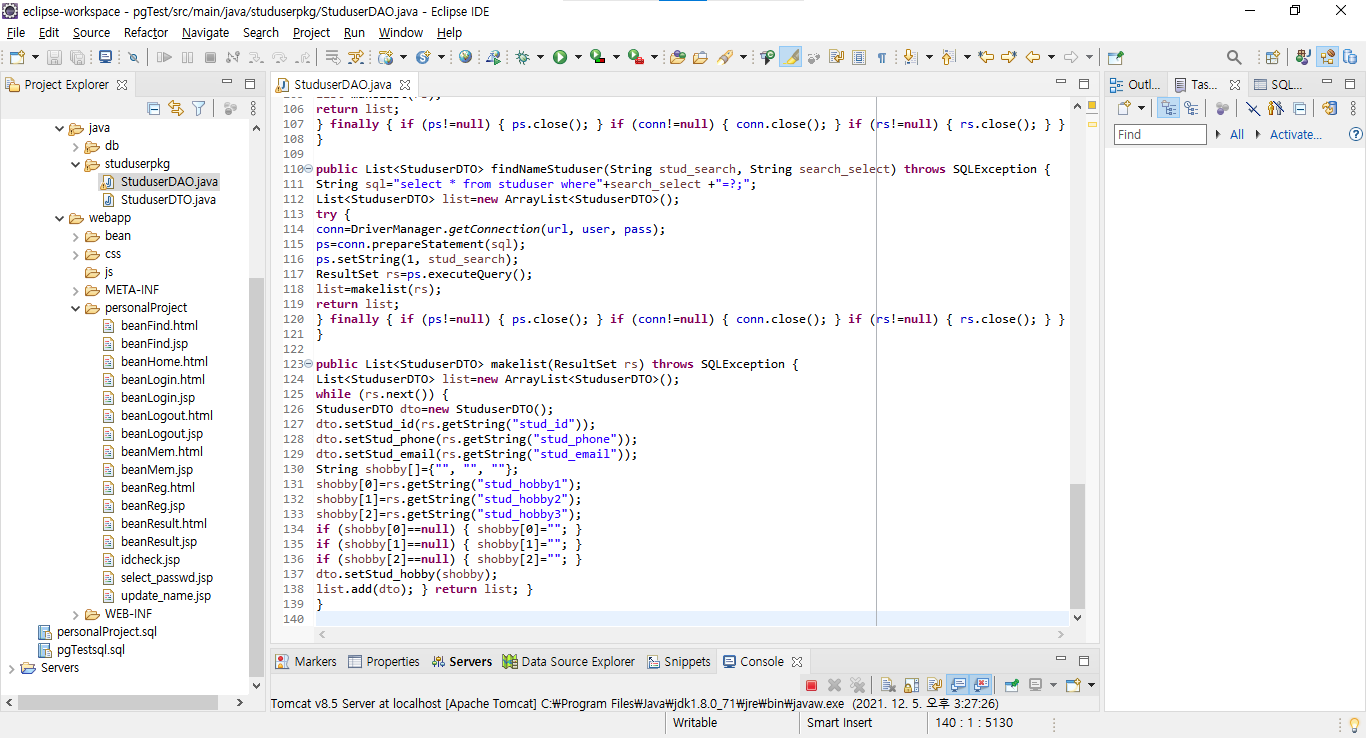 eclipse-workspace - pgTest/src/main/java/studuserpkg/StuduserDAO.java - Eclipse IDE
File Edit Source Refactor Navigate Search Project Run Window Help
Project Explorer
java
db
studuserpkg
StuduserDAO.java
StuduserDTO.java
webapp
bean
css
js
META-INF
personalProject
beanFind.html
beanFind.jsp
beanHome.html
beanLogin.html
beanLogin.jsp
beanLogout.html
beanLogout.jsp
beanMem.html
beanMem.jsp
beanReg.html
beanReg.jsp
beanResult.html
beanResult.jsp
idcheck.jsp
select_passwd.jsp
update_name.jsp
WEB-INF
personalProject.sql
pgTestsql.sql
Servers
StuduserDAO.java
106 return list;
107 } finally { if (ps!=null) { ps.close(); } if (conn!=null) { conn.close(); } if (rs!=null) { rs.close(); } }
108 }
109
110 public List<StuduserDTO> findNameStuduser(String stud_search, String search_select) throws SQLException {
111 String sql="select * from studuser where"+search_select +"=?;";
112 List<StuduserDTO> list=new ArrayList<StuduserDTO>();
113 try {
114 conn=DriverManager.getConnection(url, user, pass);
115 ps=conn.prepareStatement(sql);
116 ps.setString(1, stud_search);
117 ResultSet rs=ps.executeQuery();
118 list=makelist(rs);
119 return list;
120 } finally { if (ps!=null) { ps.close(); } if (conn!=null) { conn.close(); } if (rs!=null) { rs.close(); } }
121 }
122
123 public List<StuduserDTO> makelist(ResultSet rs) throws SQLException {
124 List<StuduserDTO> list=new ArrayList<StuduserDTO>();
125 while (rs.next()) {
126 StuduserDTO dto=new StuduserDTO();
127 dto.setStud_id(rs.getString("stud_id"));
128 dto.setStud_phone(rs.getString("stud_phone"));
129 dto.setStud_email(rs.getString("stud_email"));
130 String shobby[]={"", "", ""};
131 shobby[0]=rs.getString("stud_hobby1");
132 shobby[1]=rs.getString("stud_hobby2");
133 shobby[2]=rs.getString("stud_hobby3");
134 if (shobby[0]==null) { shobby[0]=""; }
135 if (shobby[1]==null) { shobby[1]=""; }
136 if (shobby[2]==null) { shobby[2]=""; }
137 dto.setStud_hobby(shobby);
138 list.add(dto); } return list; }
139 }
140
Outl... Tas... SQL...
Find All Activate...
Markers Properties Servers Data Source Explorer Snippets Console
Tomcat v8.5 Server at localhost [Apache Tomcat] C:₩Program Files₩Java₩jdk1.8.0_71₩jre₩bin₩javaw.exe (2021. 12. 5. 오후 3:27:26)
Writable Smart Insert 140 : 1 : 5130